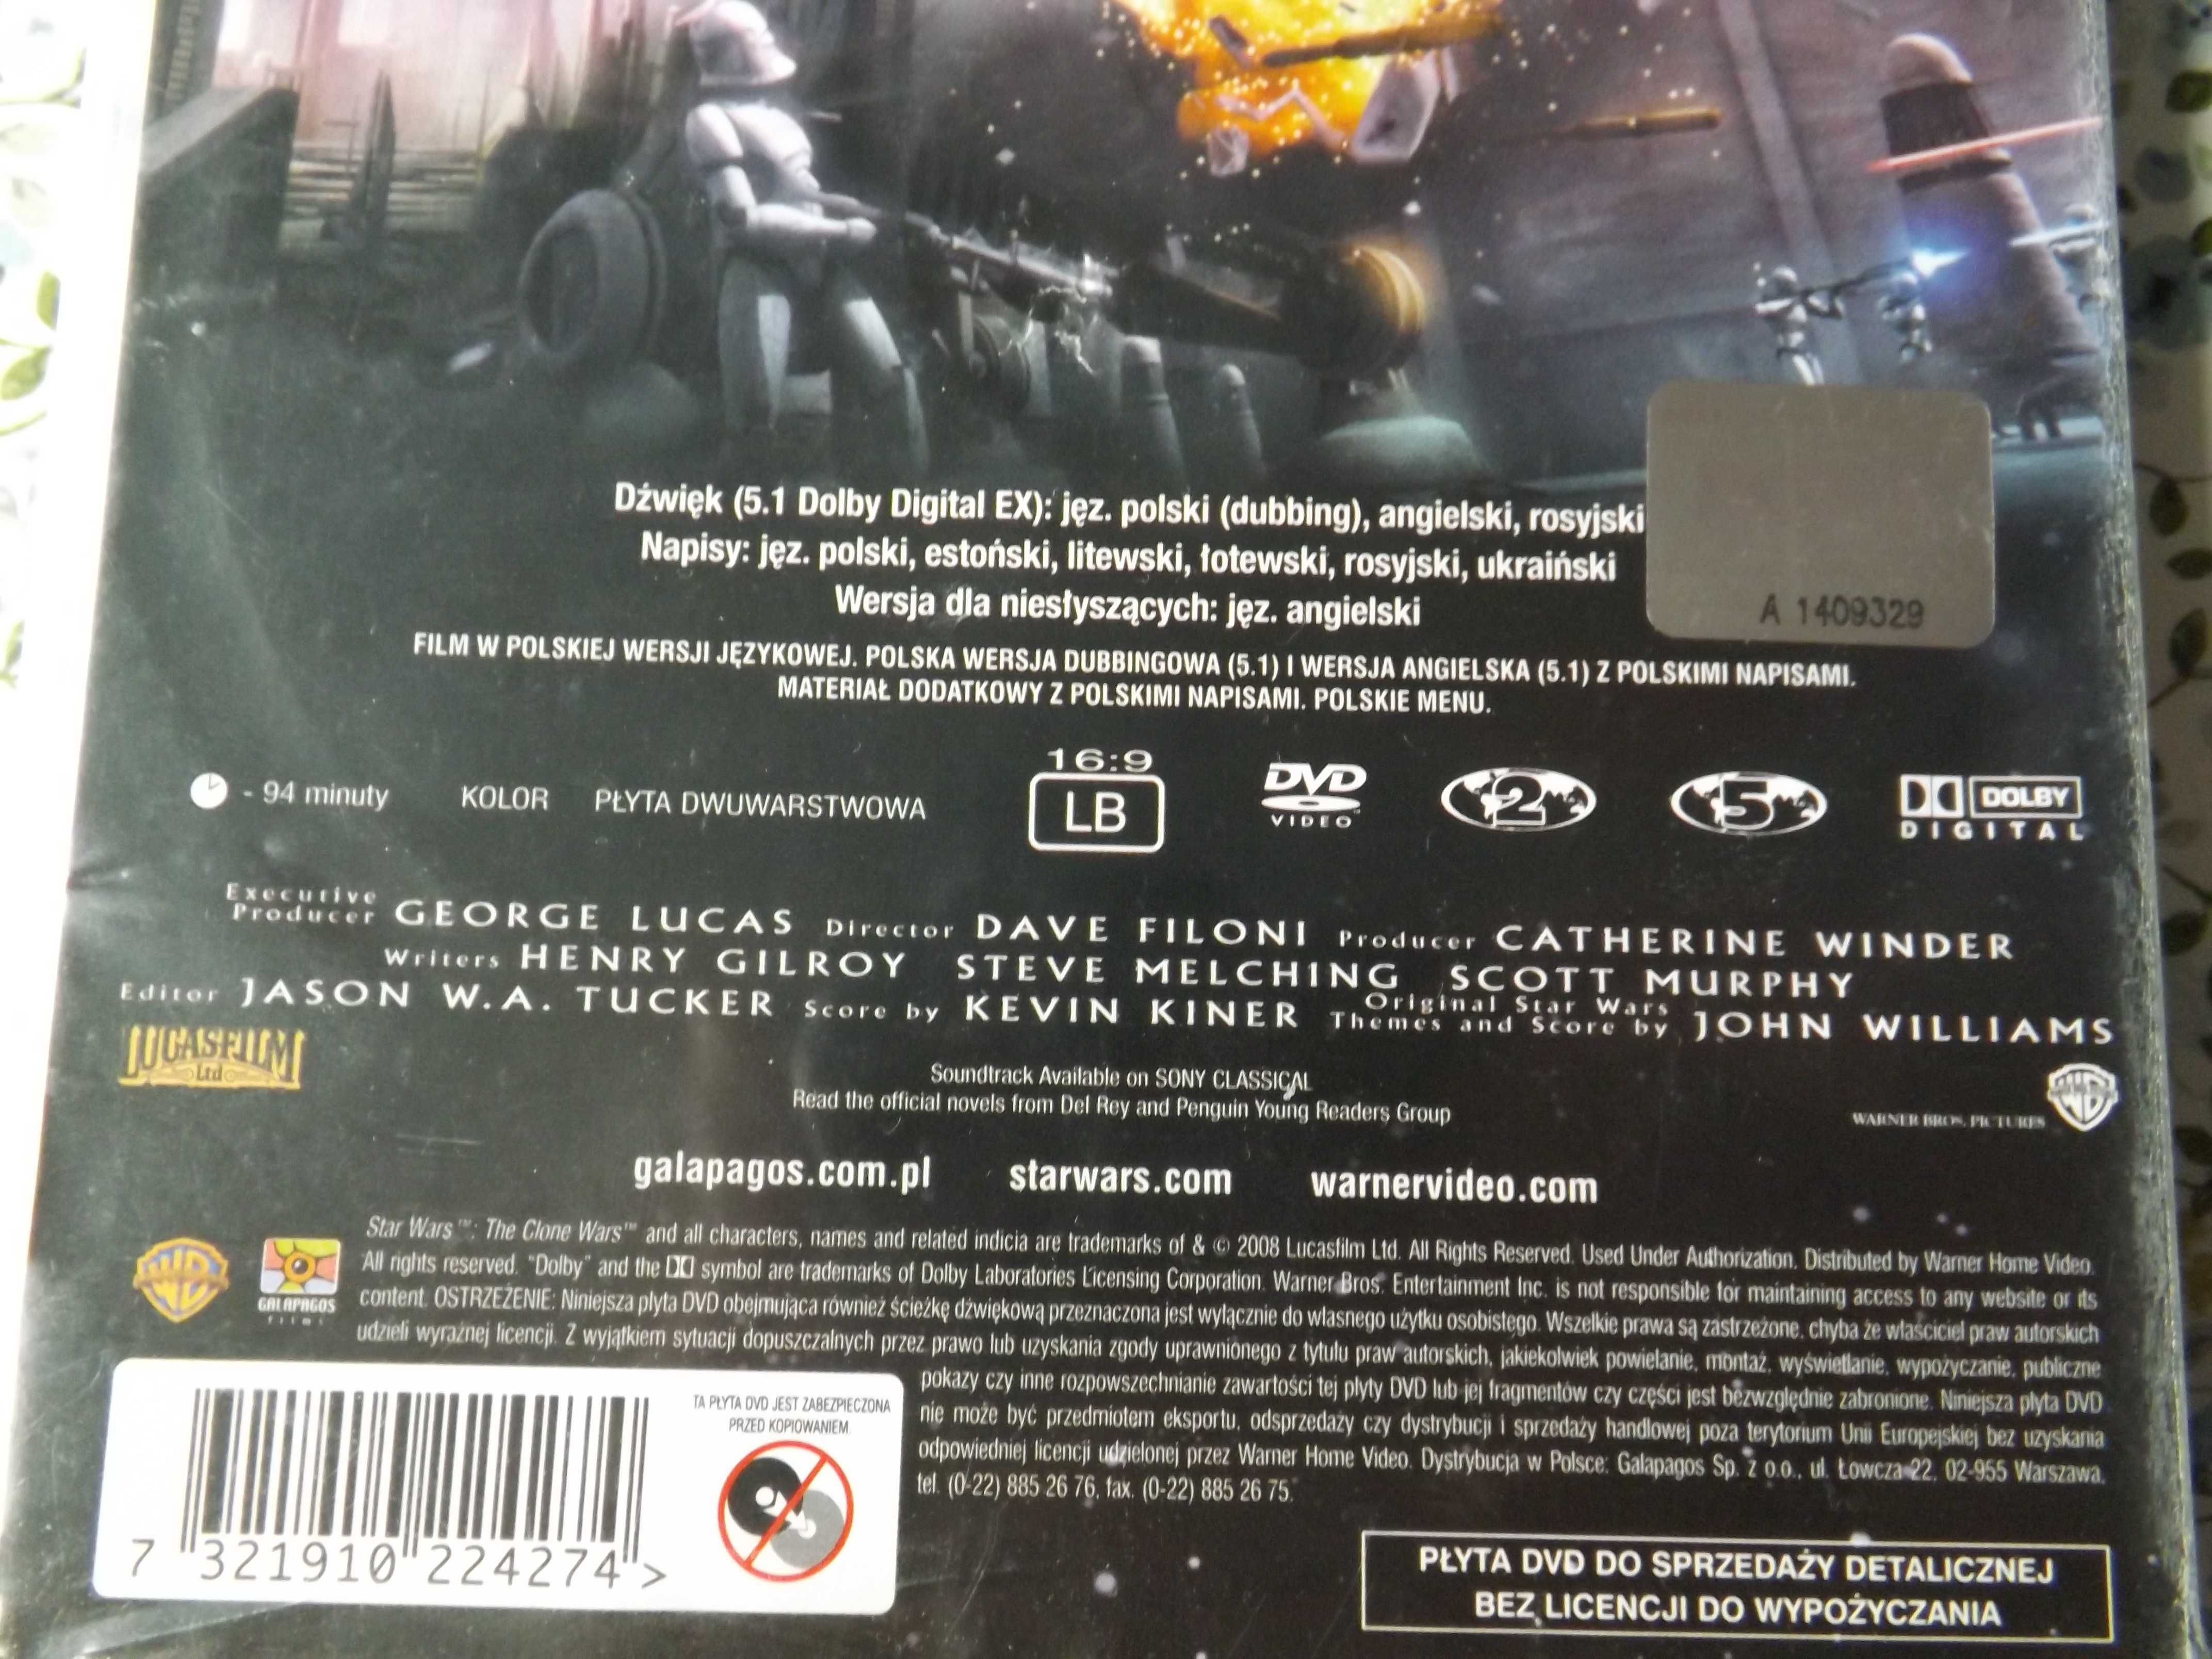 Dźwięk (5.1 Dolby Digital EX): jęz. polski (dubbing), angielski, rosyjski
Napisy: jęz. polski, estoński, litewski, łotewski, rosyjski, ukraiński
Wersja dla niesłyszących: jęz. angielski
A 1409329
FILM W POLSKIEJ WERSJI JĘZYKOWEJ. POLSKA WERSJA DUBBINGOWA (5.1) I WERSJA ANGIELSKA (5.1) Z POLSKIMI NAPISAMI.
MATERIAŁ DODATKOWY Z POLSKIMI NAPISAMI. POLSKIE MENU.
- 94 minuty KOLOR PŁYTA DWUWARSTWOWA 16:9 LB DVD VIDEO 2 5 DOLBY DIGITAL
Executive Producer GEORGE LUCAS Director DAVE FILONI Producer CATHERINE WINDER
Writers HENRY GILROY STEVE MELCHING SCOTT MURPHY
Editor JASON W.A. TUCKER Score by KEVIN KINER Original Star Wars Themes and Score by JOHN WILLIAMS
LUCASFILM Ltd
Soundtrack Available on SONY CLASSICAL
Read the official novels from Del Rey and Penguin Young Readers Group
WARNER BROS. PICTURES
galapagos.com.pl starwars.com warnervideo.com
Star Wars™: The Clone Wars™ and all characters, names and related indicia are trademarks of & © 2008 Lucasfilm Ltd. All Rights Reserved. Used Under Authorization. Distributed by Warner Home Video.
All rights reserved. "Dolby" and the symbol are trademarks of Dolby Laboratories Licensing Corporation. Warner Bros. Entertainment Inc. is not responsible for maintaining access to any website or its
content. OSTRZEŻENIE: Niniejsza płyta DVD obejmująca również ścieżkę dźwiękową przeznaczona jest wyłącznie do własnego użytku osobistego. Wszelkie prawa są zastrzeżone, chyba że właściciel praw autorskich
udzieli wyraźnej licencji. Z wyjątkiem sytuacji dopuszczalnych przez prawo lub uzyskania zgody uprawnionego z tytułu praw autorskich, jakiekolwiek powielanie, montaż, wyświetlanie, wypożyczanie, publiczne
pokazy czy inne rozpowszechnianie zawartości tej płyty DVD lub jej fragmentów czy części jest bezwzględnie zabronione. Niniejsza płyta DVD
nie może być przedmiotem eksportu, odsprzedaży czy dystrybucji i sprzedaży handlowej poza terytorium Unii Europejskiej bez uzyskania
odpowiedniej licencji udzielonej przez Warner Home Video. Dystrybucja w Polsce: Galapagos Sp. z o.o., ul. Łowcza 22, 02-955 Warszawa,
tel. (0-22) 885 26 76, fax. (0-22) 885 26 75.
WB GALAPAGOS films
TA PŁYTA DVD JEST ZABEZPIECZONA
PRZED KOPIOWANIEM.
7 321910 224274 >
PŁYTA DVD DO SPRZEDAŻY DETALICZNEJ
BEZ LICENCJI DO WYPOŻYCZANIA